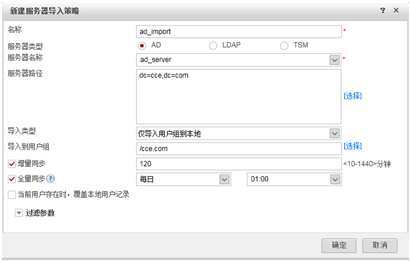 新建服务器导入策略 ? ×
名称 ad_import *
服务器类型 AD LDAP TSM
服务器名称 ad_server *
服务器路径 dc=cce,dc=com [选择]
导入类型 仅导入用户组到本地
导入到用户组 /cce.com [选择]
增量同步 120 <10-1440>分钟
全量同步 ? 每日 01:00
当前用户存在时，覆盖本地用户记录
过滤参数
确定 取消